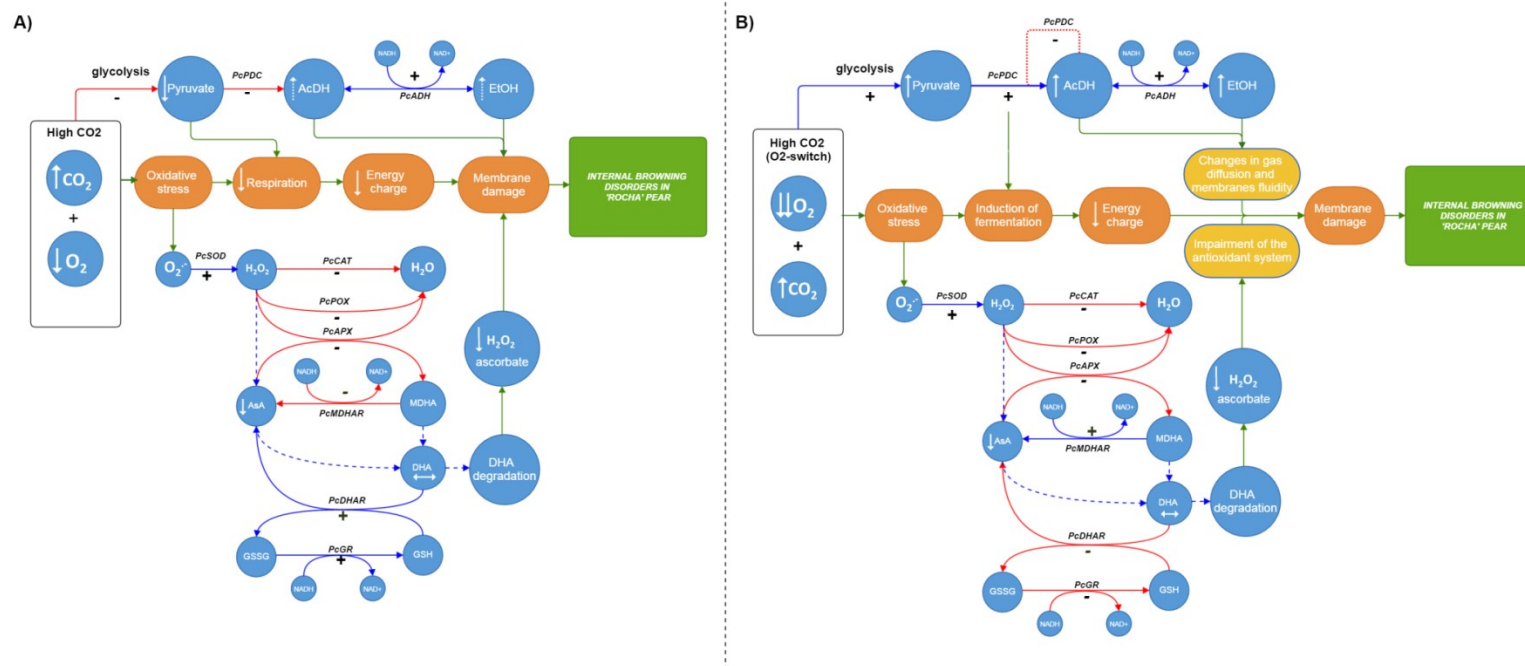 A)
glycolysis
-
Pyruvate
PcPDC
-
AcDH
NADH
NAD+
+
PcADH
EtOH
High CO2
CO2
+
O2
Oxidative
stress
Respiration
Energy
charge
Membrane
damage
INTERNAL BROWNING
DISORDERS IN
'ROCHA' PEAR
O2·-
PcSOD
+
H2O2
PcCAT
-
H2O
PcPOX
-
PcAPX
-
NADH
NAD+
-
AsA
PcMDHAR
MDHA
H2O2
ascorbate
DHA
DHA
degradation
PcDHAR
+
GSSG
PcGR
+
GSH
NADH
NAD+
B)
PcPDC
-
glycolysis
+
Pyruvate
PcPDC
+
AcDH
NADH
NAD+
+
PcADH
EtOH
High CO2
(O2-switch)
O2
+
CO2
Changes in gas
diffusion and
membranes fluidity
Oxidative
stress
Induction of
fermentation
Energy
charge
Membrane
damage
INTERNAL BROWNING
DISORDERS IN
'ROCHA' PEAR
Impairment of the
antioxidant system
O2·-
PcSOD
+
H2O2
PcCAT
-
H2O
PcPOX
-
PcAPX
-
NADH
NAD+
+
AsA
PcMDHAR
MDHA
H2O2
ascorbate
DHA
DHA
degradation
PcDHAR
-
GSSG
PcGR
-
GSH
NADH
NAD+